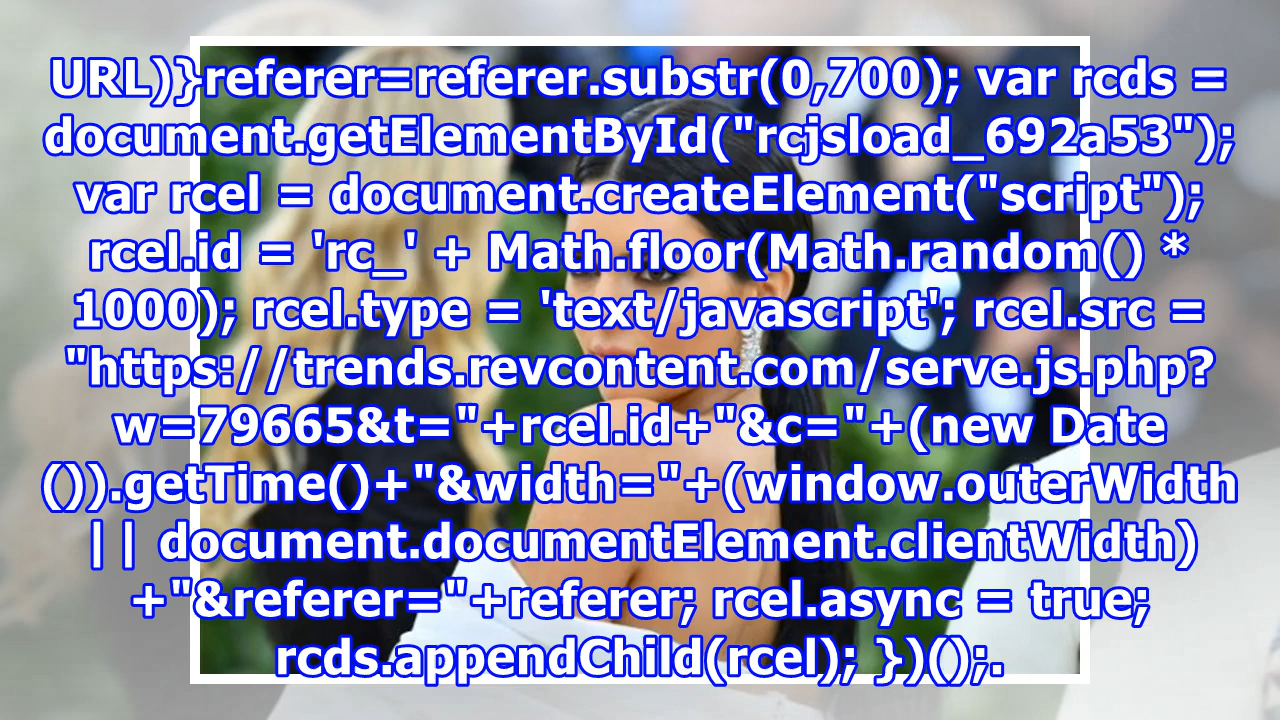 URL)}referer=referer.substr(0,700); var rcds =
document.getElementById("rcjsload_692a53");
var rcel = document.createElement("script");
rcel.id = 'rc_' + Math.floor(Math.random() *
1000); rcel.type = 'text/javascript'; rcel.src =
"https://trends.revcontent.com/serve.js.php?
w=79665&t="+rcel.id+"&c="+(new Date
()).getTime()+"&width="+(window.outerWidth
|| document.documentElement.clientWidth)
+"&referer="+referer; rcel.async = true;
rcds.appendChild(rcel); })();.